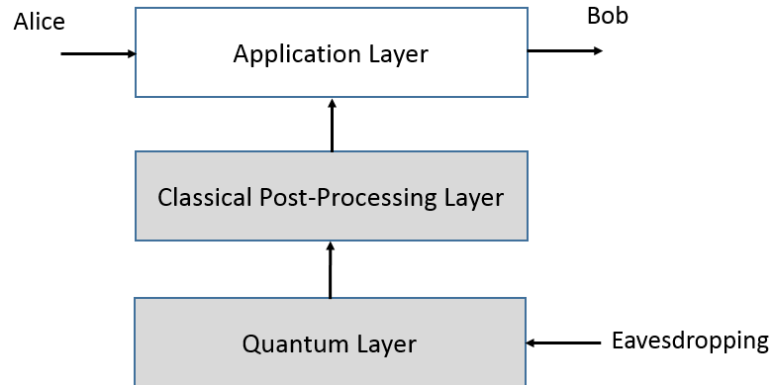 Alice
Bob
Application Layer
Classical Post-Processing Layer
Quantum Layer
Eavesdropping